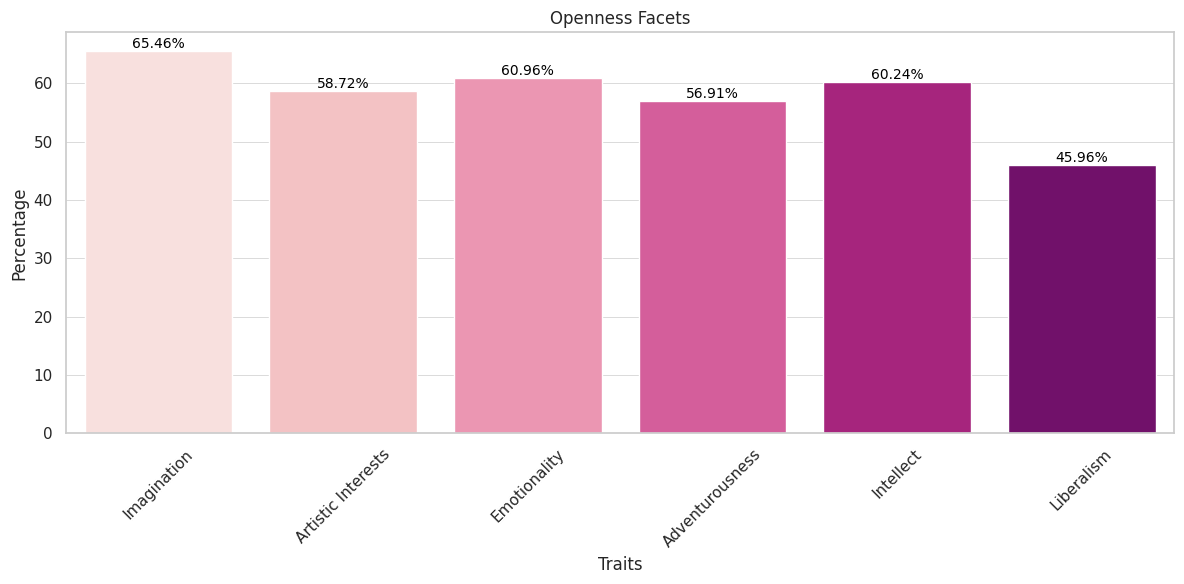 Openness Facets
65.46%
58.72%
60.96%
56.91%
60.24%
45.96%
Percentage
60
50
40
30
20
10
0
Imagination
Artistic Interests
Emotionality
Adventurousness
Intellect
Liberalism
Traits